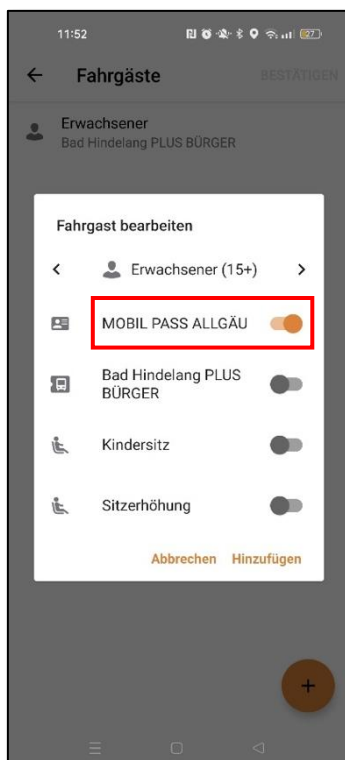 11:52
27
Fahrgäste
BESTÄTIGEN
Erwachsener
Bad Hindelang PLUS BÜRGER
Fahrgast bearbeiten
Erwachsener (15+)
MOBIL PASS ALLGÄU
Bad Hindelang PLUS
BÜRGER
Kindersitz
Sitzerhöhung
Abbrechen Hinzufügen